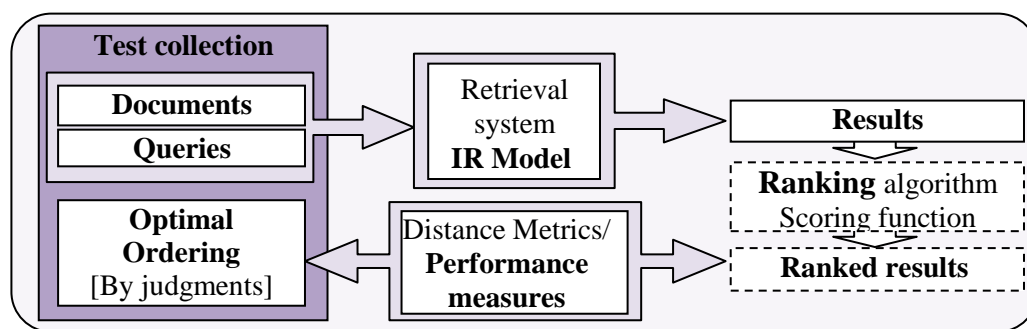 Test collection
Documents
Queries
Optimal
Ordering
[By judgments]
Retrieval
system
IR Model
Distance Metrics/
Performance
measures
Results
Ranking algorithm
Scoring function
Ranked results